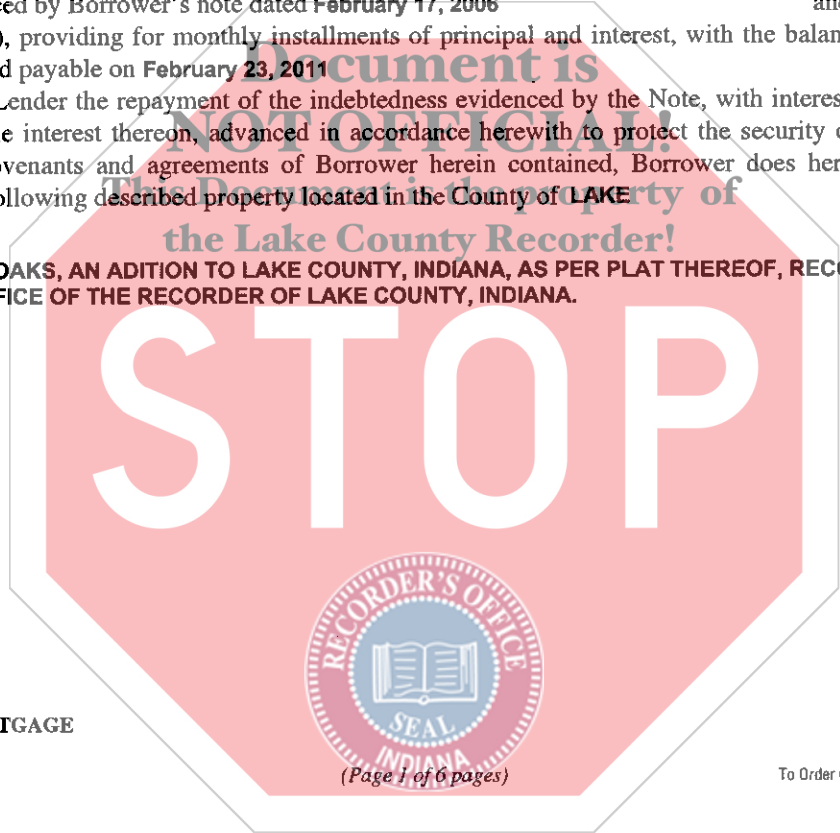 ced by Borrower's note dated February 17, 2006 and
), providing for monthly installments of principal and interest, with the balan
d payable on February 23, 2011
Document is
Lender the repayment of the indebtedness evidenced by the Note, with interes
NOT OFFICIAL!
e interest thereon, advanced in accordance herewith to protect the security o
ovenants and agreements of Borrower herein contained, Borrower does her
This Document is the property of
ollowing described property located in the County of LAKE
the Lake County Recorder!
OAKS, AN ADITION TO LAKE COUNTY, INDIANA, AS PER PLAT THEREOF, RECO
FICE OF THE RECORDER OF LAKE COUNTY, INDIANA.
STOP
RECORDER'S OFFICE
SEAL
INDIANA
TGAGE
(Page 1 of 6 pages)
To Order